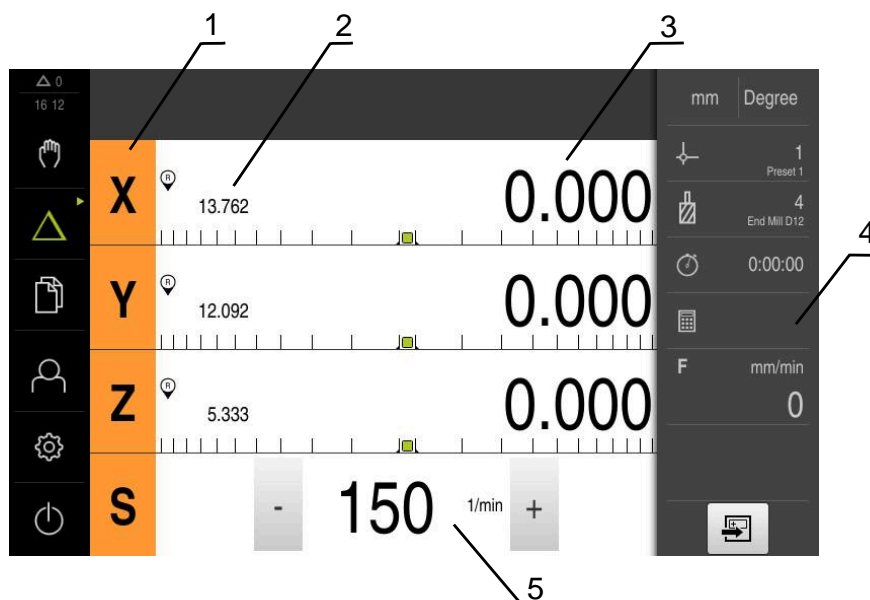 1 2 3
△ 0
16 12
mm Degree
1
Preset 1
X R 13.762 0.000
4
End Mill D12
0:00:00
4
Y R 12.092 0.000
F mm/min
0
Z R 5.333 0.000
S - 150 1/min +
5